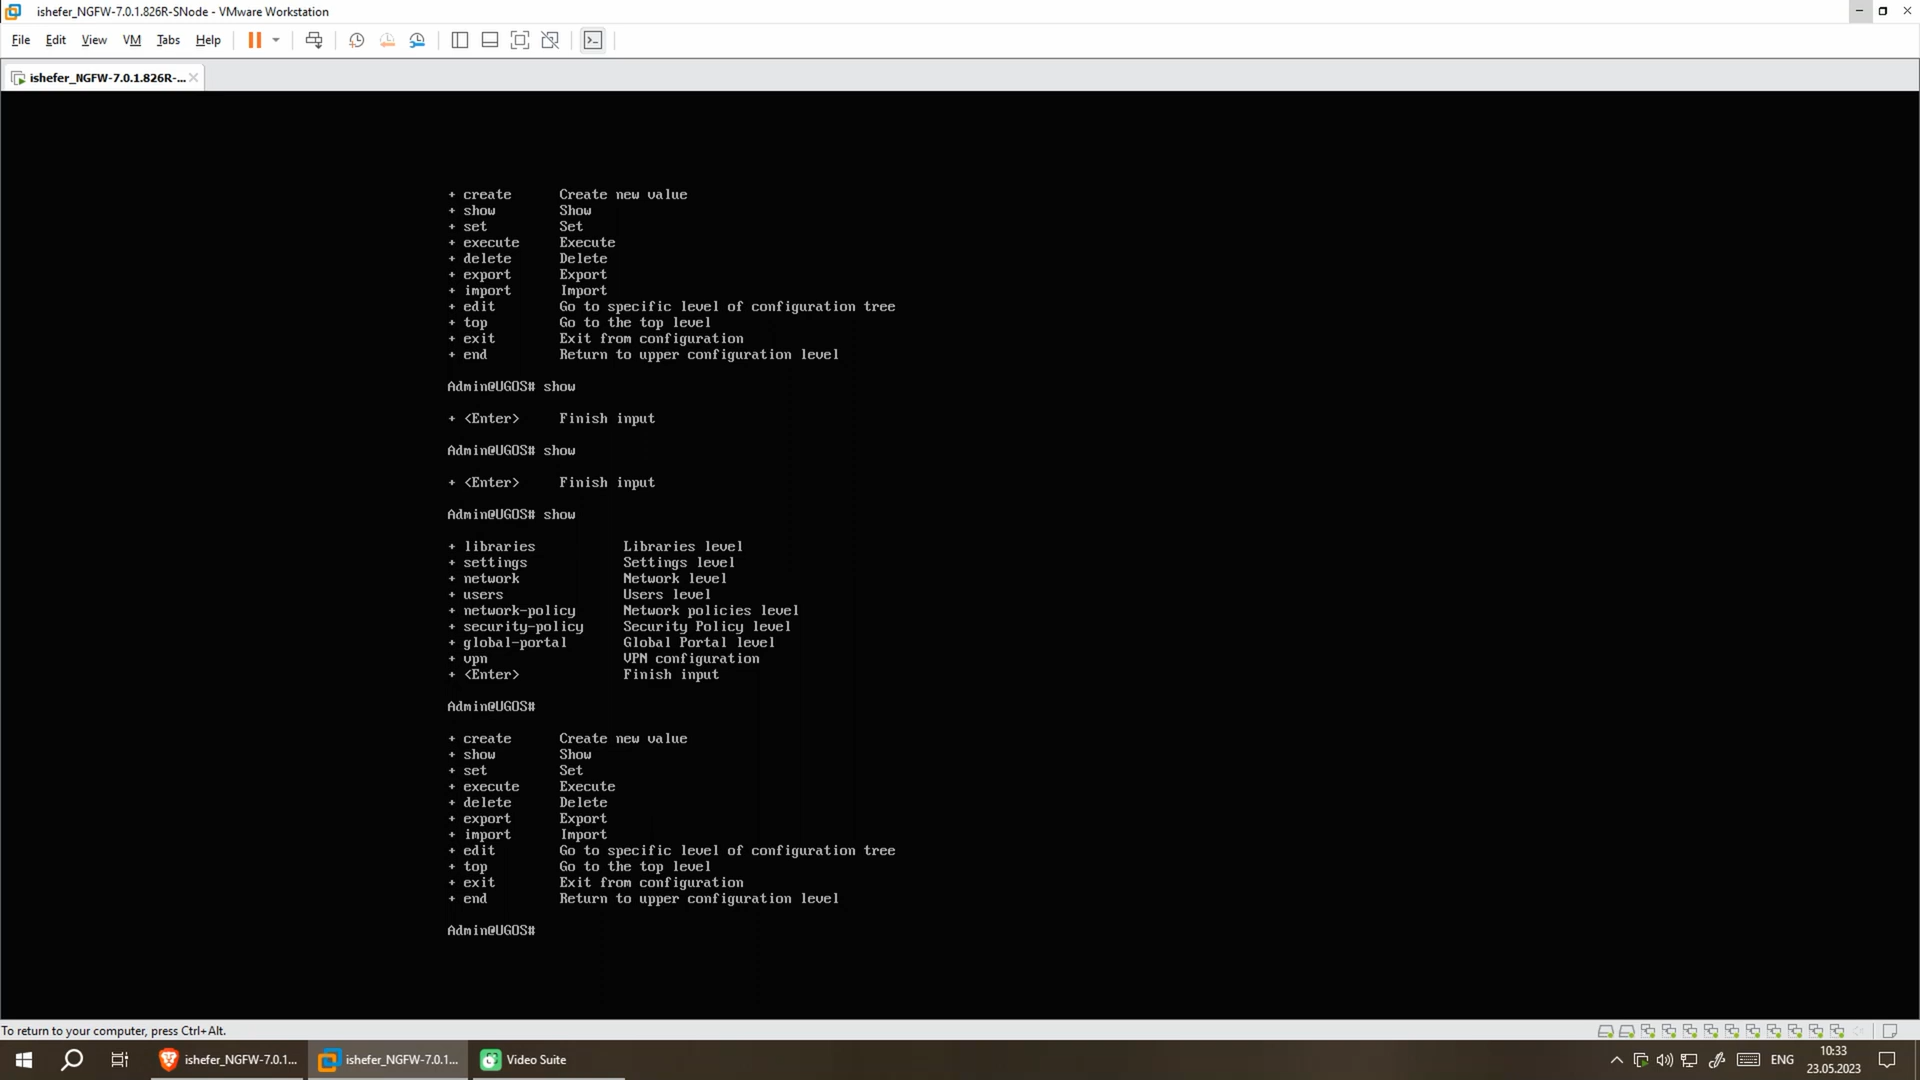 ishefer_NGFW-7.0.1.826R-SNode - VMware Workstation
File Edit View VM Tabs Help
ishefer_NGFW-7.0.1.826R-...
+ create Create new value
+ show Show
+ set Set
+ execute Execute
+ delete Delete
+ export Export
+ import Import
+ edit Go to specific level of configuration tree
+ top Go to the top level
+ exit Exit from configuration
+ end Return to upper configuration level
Admin@UGOS# show
+ <Enter> Finish input
Admin@UGOS# show
+ <Enter> Finish input
Admin@UGOS# show
+ libraries Libraries level
+ settings Settings level
+ network Network level
+ users Users level
+ network-policy Network policies level
+ security-policy Security Policy level
+ global-portal Global Portal level
+ vpn VPN configuration
+ <Enter> Finish input
Admin@UGOS#
+ create Create new value
+ show Show
+ set Set
+ execute Execute
+ delete Delete
+ export Export
+ import Import
+ edit Go to specific level of configuration tree
+ top Go to the top level
+ exit Exit from configuration
+ end Return to upper configuration level
Admin@UGOS#
To return to your computer, press Ctrl+Alt.
ishefer_NGFW-7.0.1... ishefer_NGFW-7.0.1... Video Suite ENG 10:33
23.05.2023